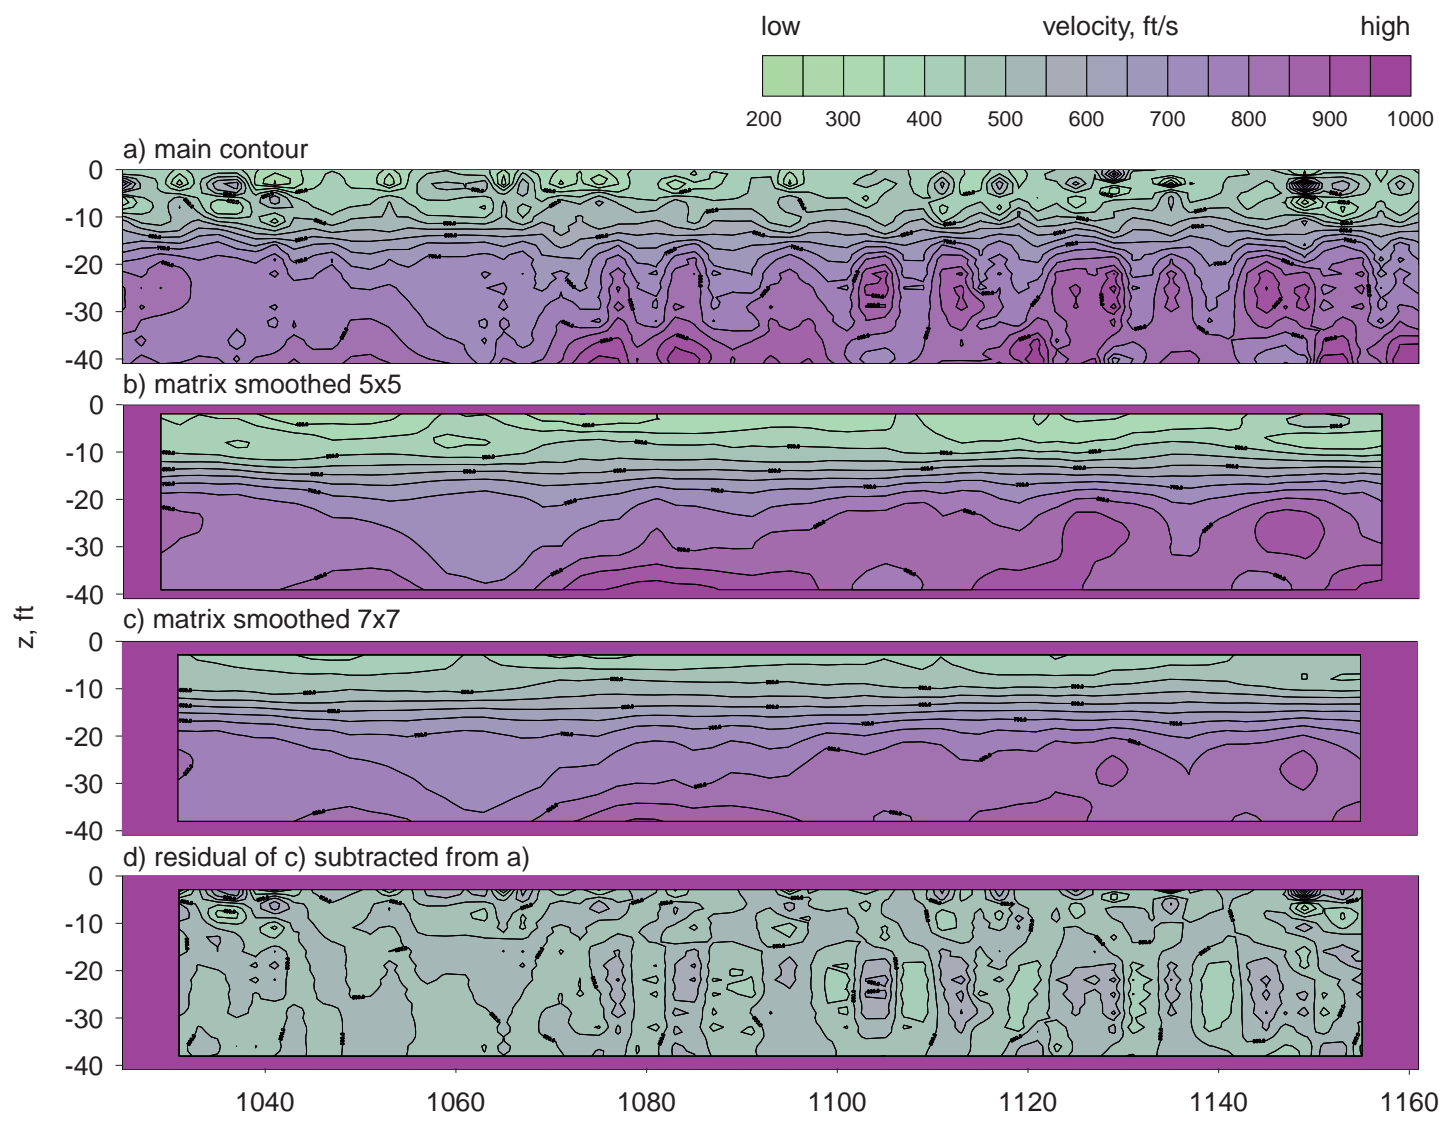 low velocity, ft/s high
200 300 400 500 600 700 800 900 1000
a) main contour
0
-10
-20
-30
-40
b) matrix smoothed 5x5
0
-10
-20
-30
-40
z, ft
c) matrix smoothed 7x7
0
-10
-20
-30
-40
d) residual of c) subtracted from a)
0
-10
-20
-30
-40
1040 1060 1080 1100 1120 1140 1160